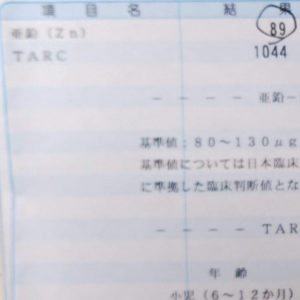 項目名 結果
亜鉛（Zn） 89
TARC 1044
－－－－ 亜鉛－
基準値：80～130μg
基準値については日本臨床
に準拠した臨床判断値とな
－－－－ TAR
年齢
小児（6～12か月）